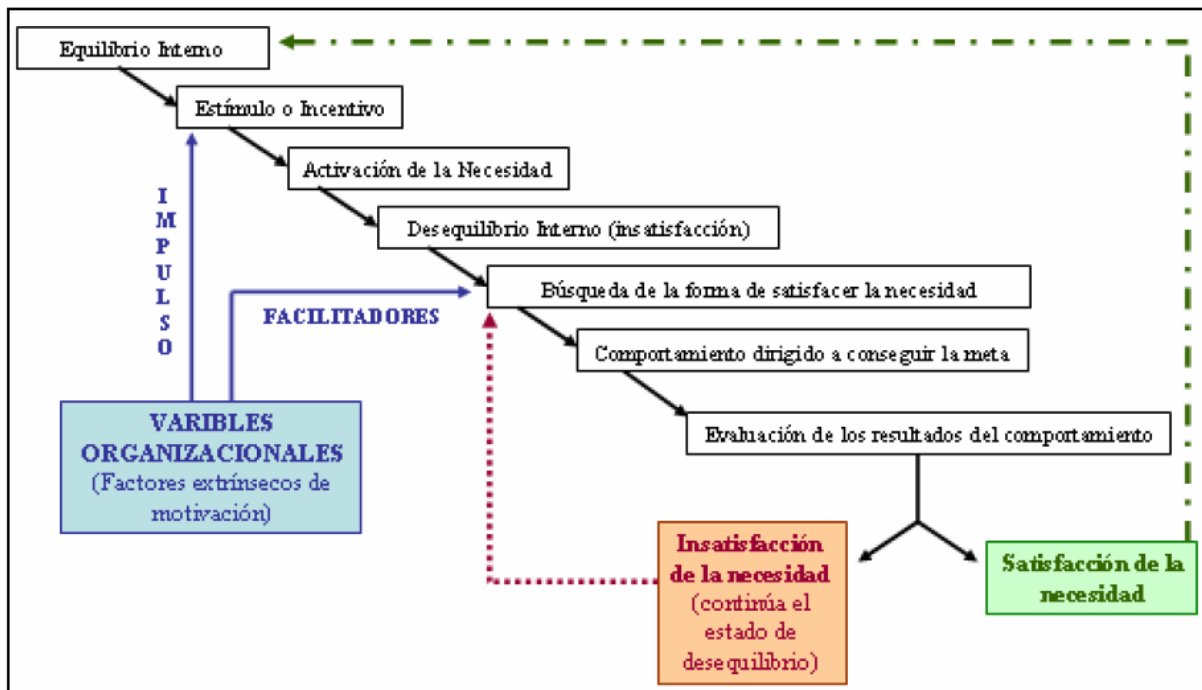 Equilibrio Interno
Estímulo o Incentivo
Activación de la Necesidad
Desequilibrio Interno (insatisfacción)
Búsqueda de la forma de satisfacer la necesidad
Comportamiento dirigido a conseguir la meta
Evaluación de los resultados del comportamiento
IMPULSO
FACILITADORES
VARIBLES
ORGANIZACIONALES
(Factores extrínsecos de
motivación)
Insatisfacción
de la necesidad
(continúa el
estado de
desequilibrio)
Satisfacción de la
necesidad